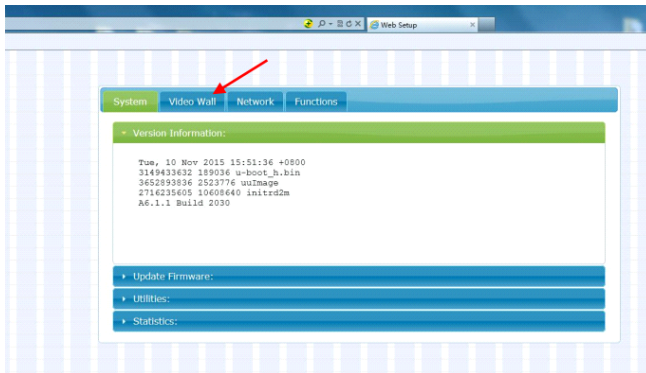 Web Setup
System Video Wall Network Functions
Version Information:
Tue, 10 Nov 2015 15:51:36 +0800
3149433632 189036 u-boot_h.bin
3652893836 2523776 uuImage
2716235605 10608640 initrd2m
A6.1.1 Build 2030
Update Firmware:
Utilities:
Statistics: